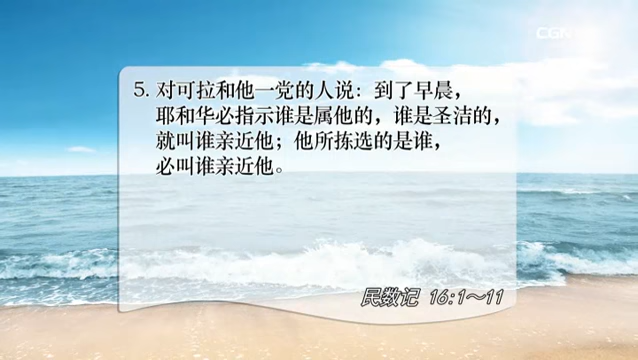 CGN
5. 对可拉和他一党的人说：到了早晨，
耶和华必指示谁是属他的，谁是圣洁的，
就叫谁亲近他；他所拣选的是谁，
必叫谁亲近他。
民数记 16:1～11